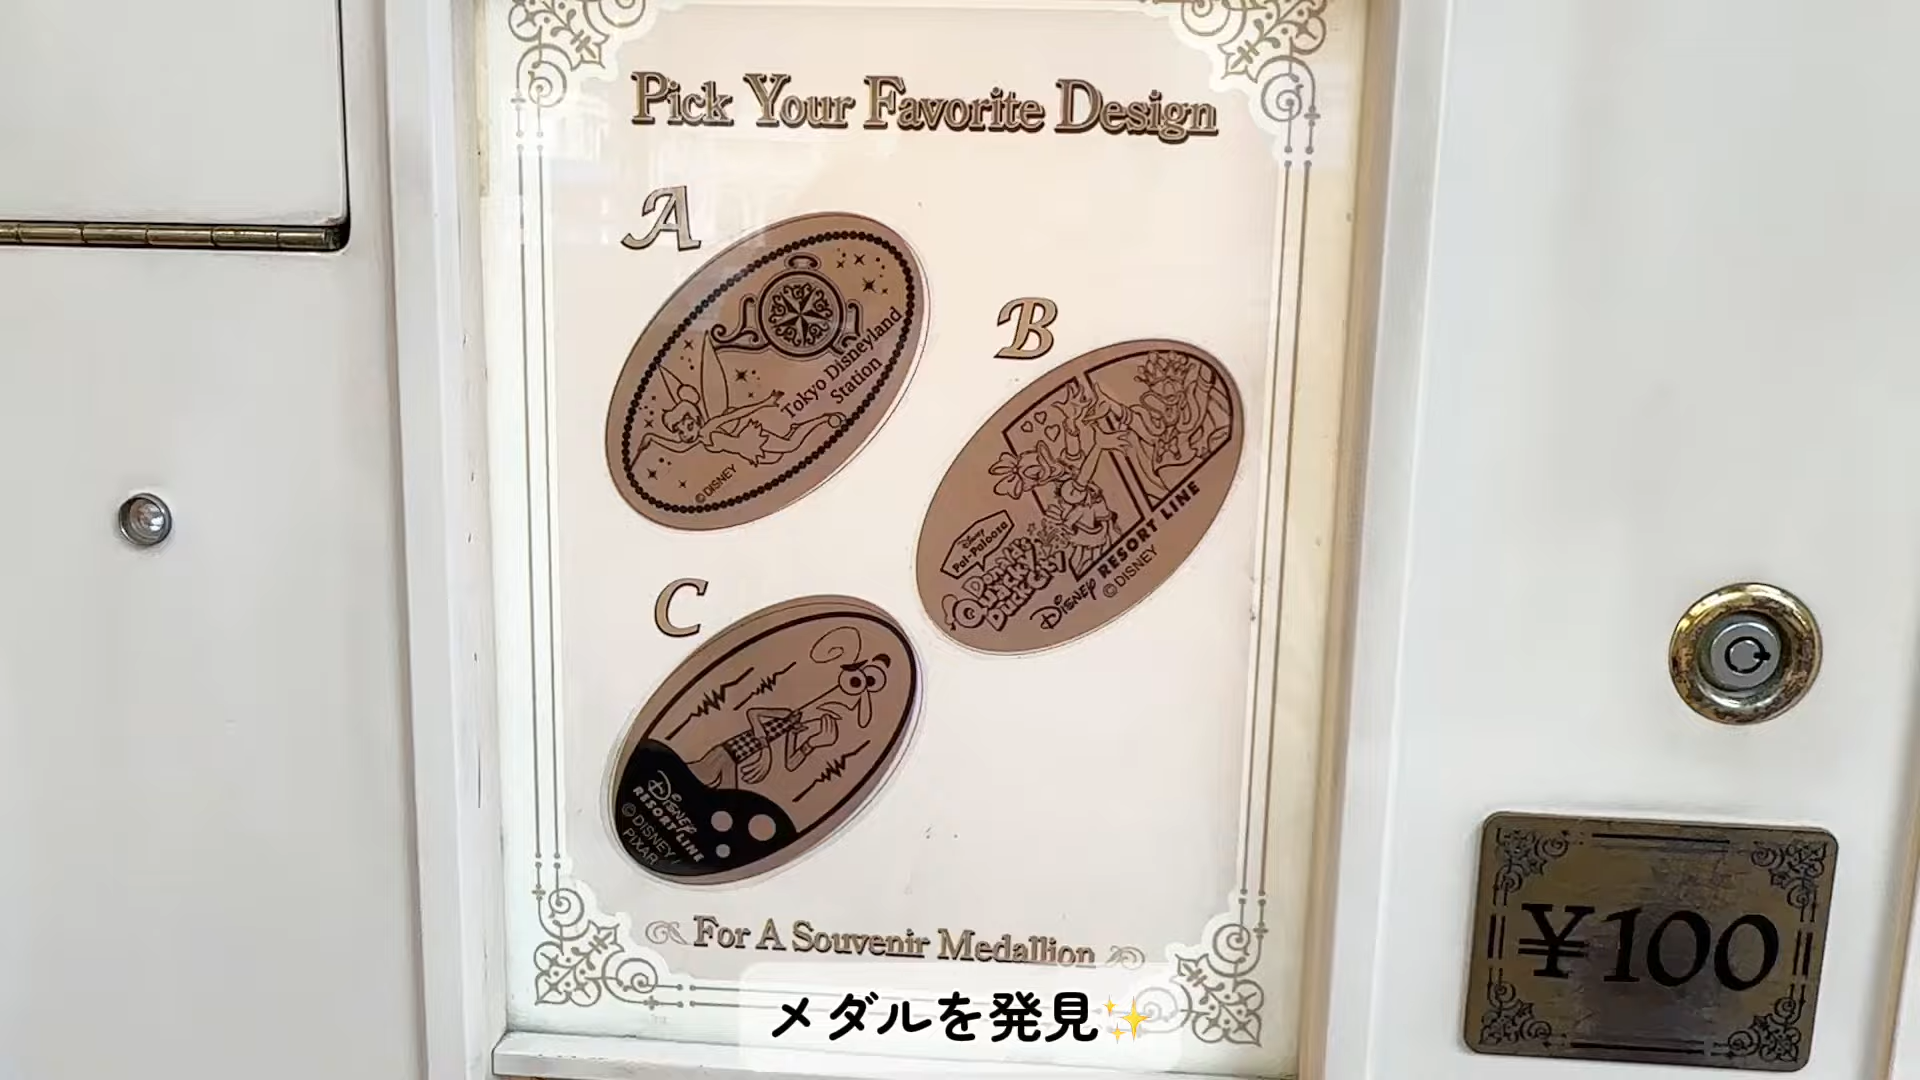 Pick Your Favorite Design
A
Tokyo Disneyland
Station
©DISNEY
B
Disney
Pal-Palooza
Donald's
Quacky
Duck City
Disney RESORT LINE
©DISNEY
C
Disney
RESORT LINE
©DISNEY/
PIXAR
For A Souvenir Medallion
¥100
メダルを発見✨